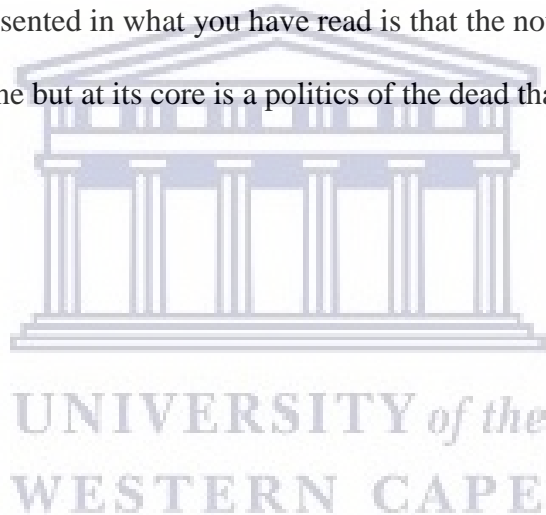 esented in what you have read is that the no
ne but at its core is a politics of the dead tha
UNIVERSITY of the
WESTERN CAPE